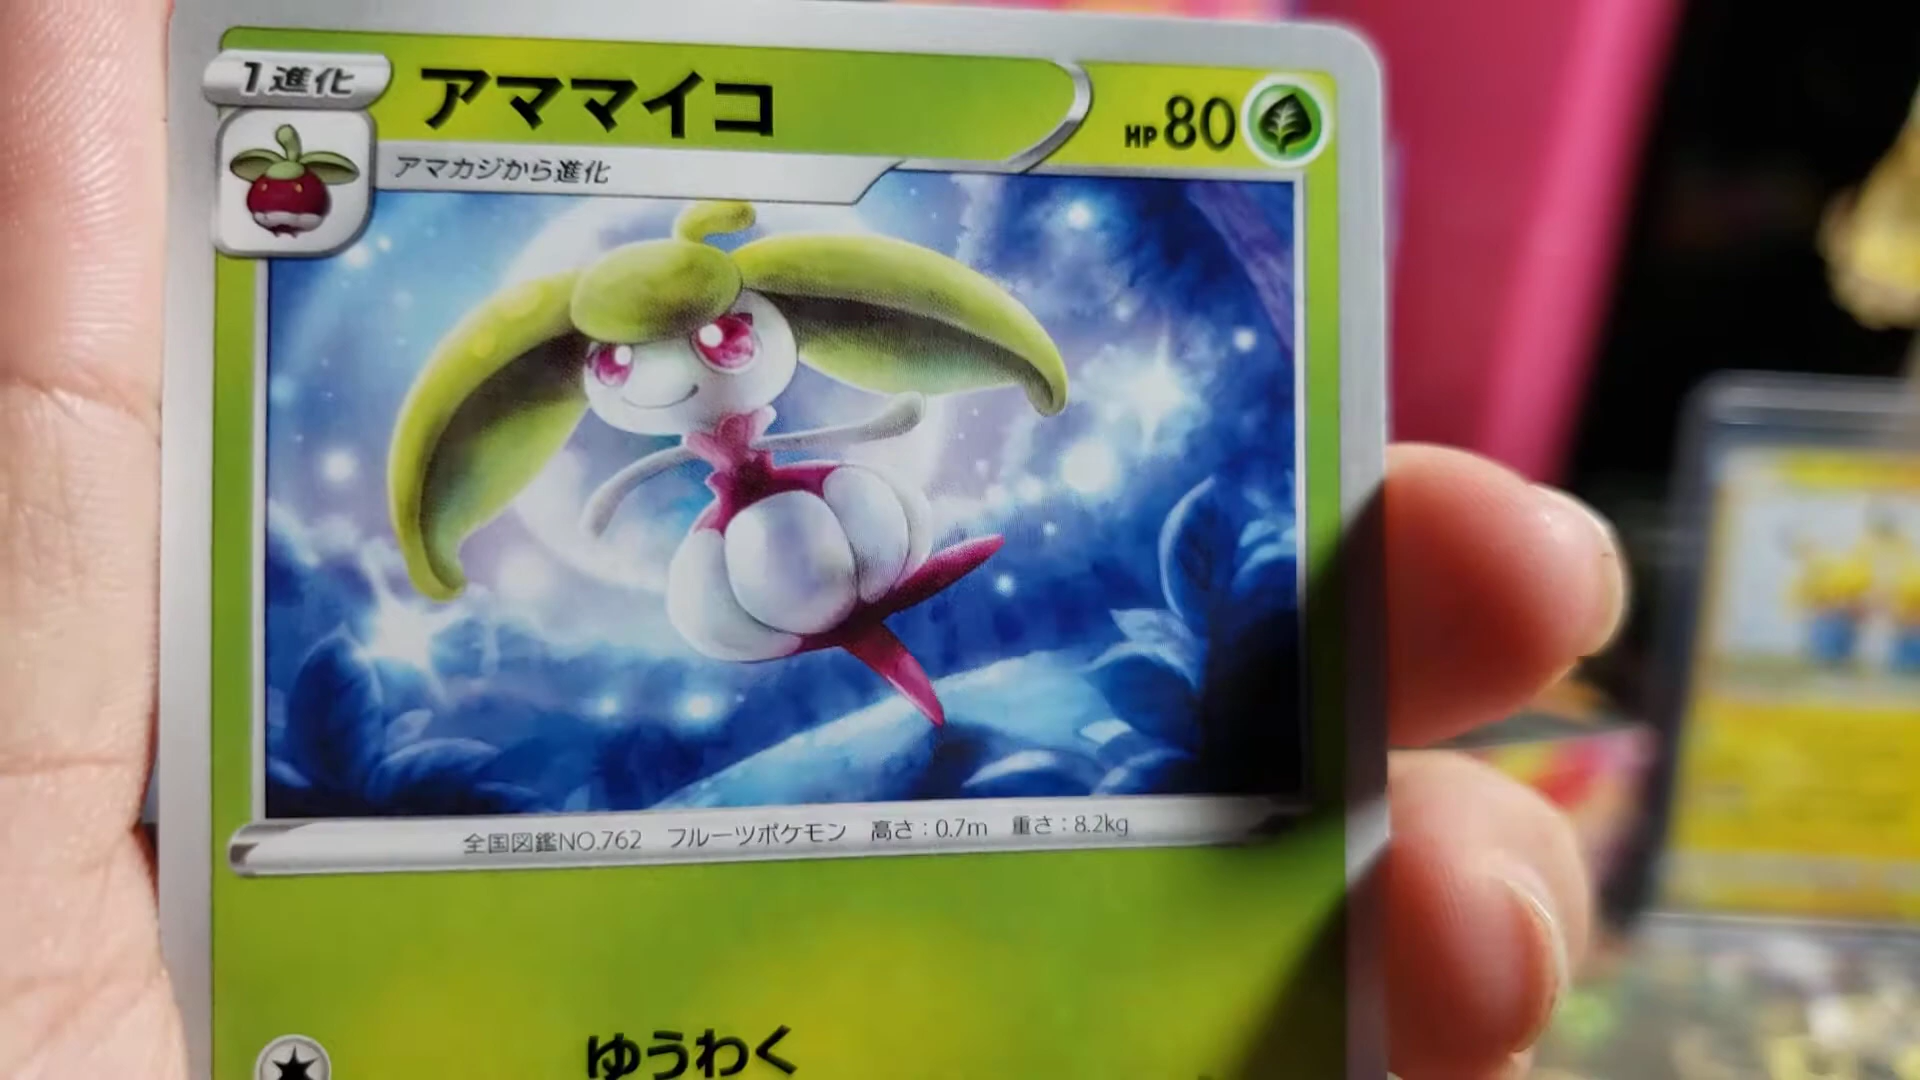 1進化
アママイコ
HP80
アマカジから進化
全国図鑑NO.762 フルーツポケモン 高さ:0.7m 重さ:8.2kg
ゆうわく